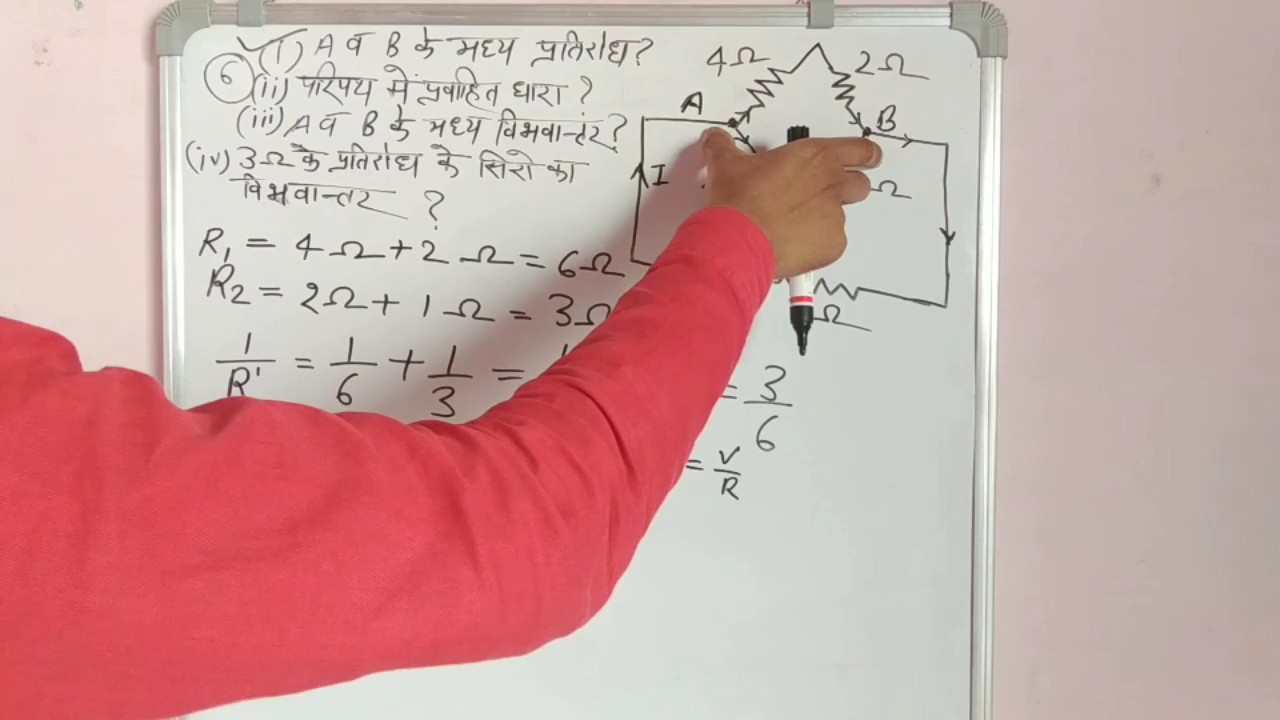 6 (i) A व B के मध्य प्रतिरोध?
(ii) परिपथ में प्रवाहित धारा ?
(iii) A व B के मध्य विभवान्तर?
(iv) 3Ω के प्रतिरोध के सिरो का
विभवान्तर ?
R₁ = 4Ω + 2Ω = 6Ω
R₂ = 2Ω + 1Ω = 3Ω
1/R' = 1/6 + 1/3 =
= 3/6
= V/R
4Ω
2Ω
A
B
I
Ω
Ω